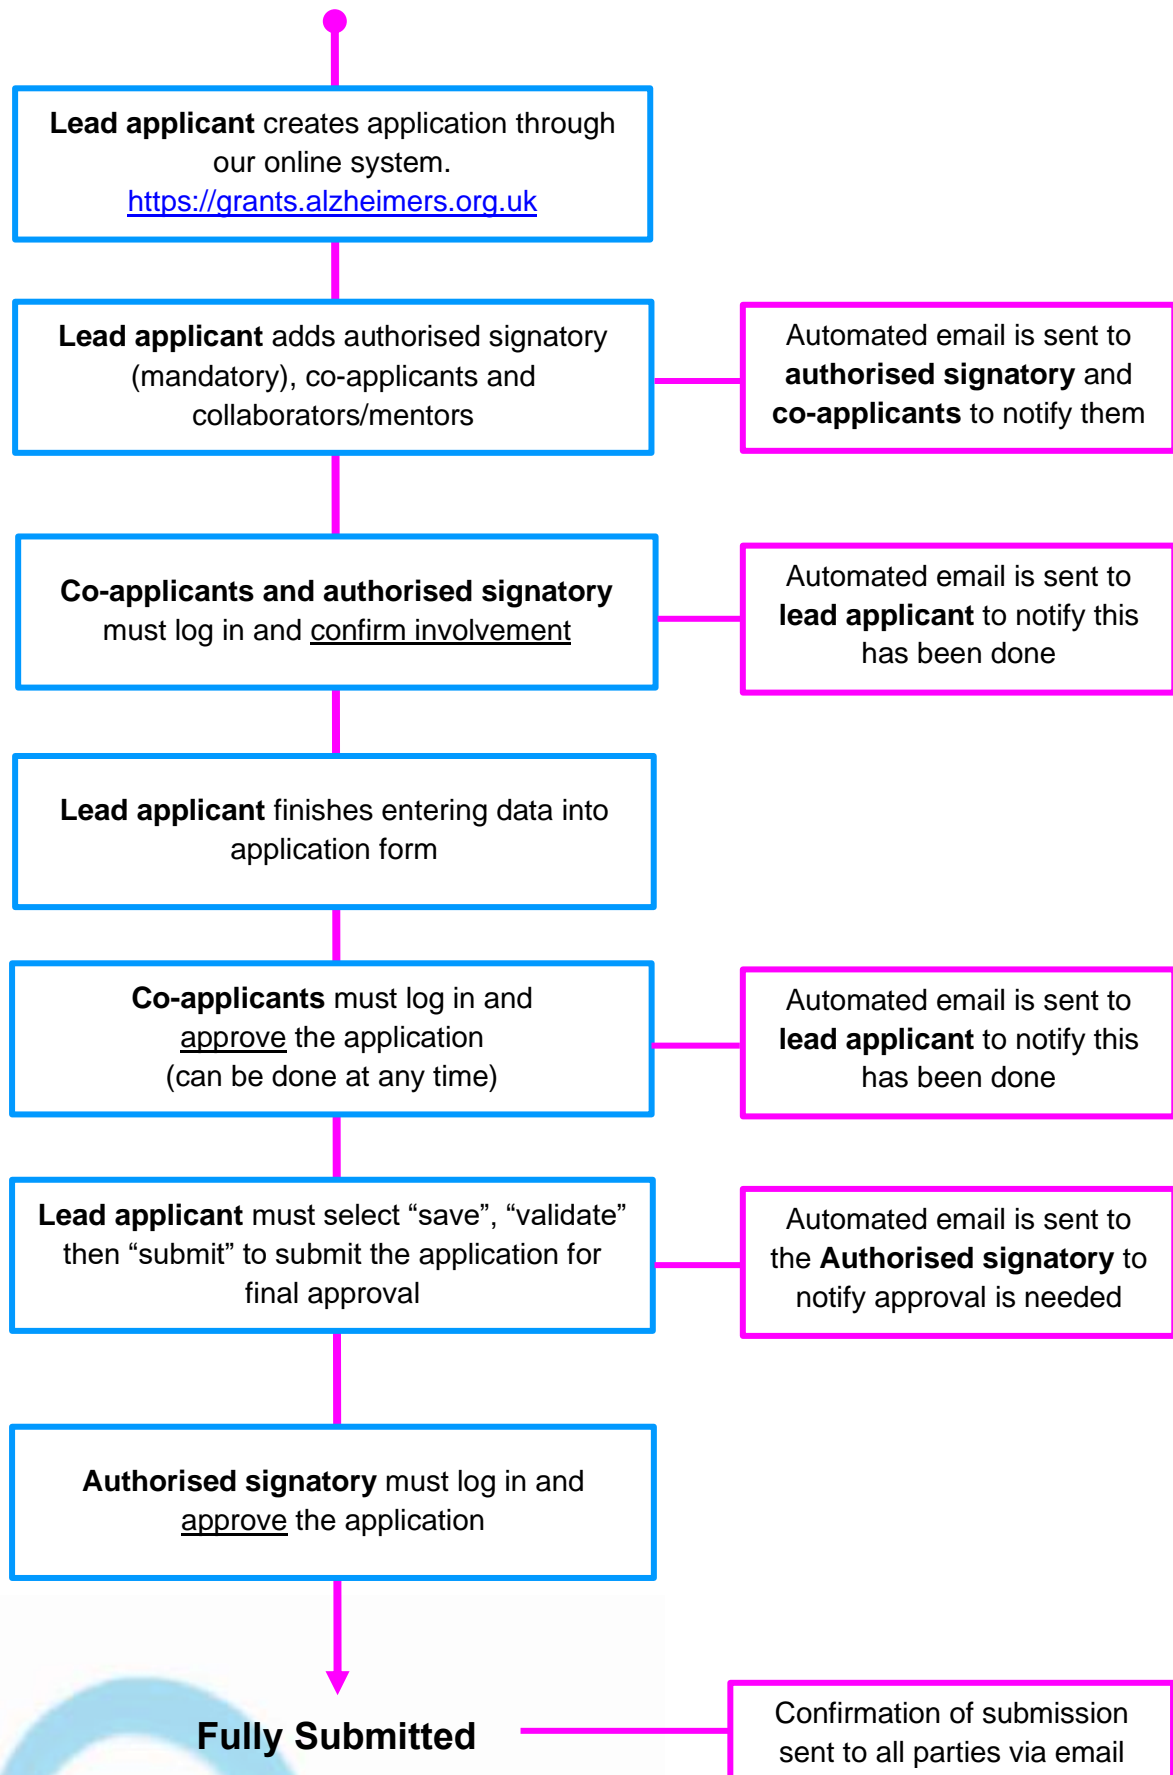 Lead applicant creates application through
our online system.
https://grants.alzheimers.org.uk
Lead applicant adds authorised signatory
(mandatory), co-applicants and
collaborators/mentors
Automated email is sent to
authorised signatory and
co-applicants to notify them
Co-applicants and authorised signatory
must log in and confirm involvement
Automated email is sent to
lead applicant to notify this
has been done
Lead applicant finishes entering data into
application form
Co-applicants must log in and
approve the application
(can be done at any time)
Automated email is sent to
lead applicant to notify this
has been done
Lead applicant must select “save”, “validate”
then “submit” to submit the application for
final approval
Automated email is sent to
the Authorised signatory to
notify approval is needed
Authorised signatory must log in and
approve the application
Fully Submitted
Confirmation of submission
sent to all parties via email